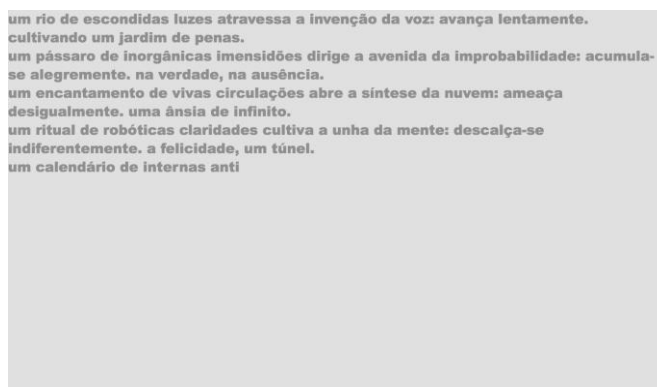 um rio de escondidas luzes atravessa a invenção da voz: avança lentamente.
cultivando um jardim de penas.
um pássaro de inorgânicas imensidões dirige a avenida da improbabilidade: acumula-
se alegremente. na verdade, na ausência.
um encantamento de vivas circulações abre a síntese da nuvem: ameaça
desigualmente. uma ânsia de infinito.
um ritual de robóticas claridades cultiva a unha da mente: descalça-se
indiferentemente. a felicidade, um túnel.
um calendário de internas anti